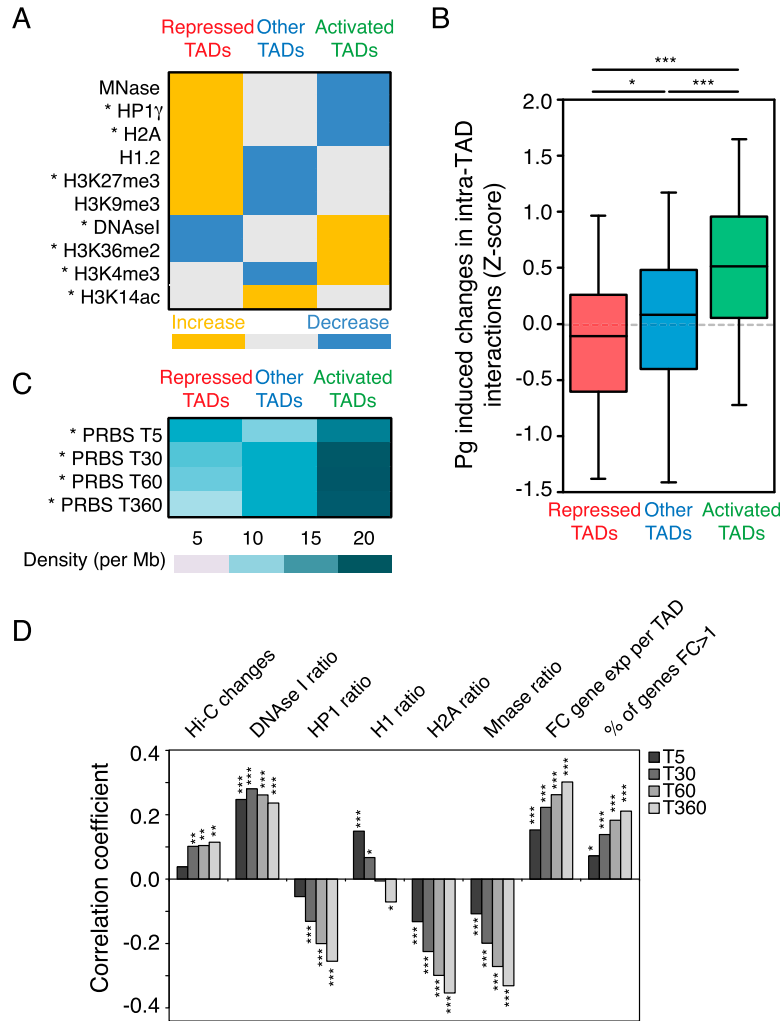 A
Repressed TADs
Other TADs
Activated TADs
MNase
* HP1γ
* H2A
H1.2
* H3K27me3
H3K9me3
* DNAseI
* H3K36me2
* H3K4me3
* H3K14ac
Increase
Decrease
B
***
*
***
Pg induced changes in intra-TAD
interactions (Z-score)
2.0
1.5
1.0
0.5
0.0
-0.5
-1.0
-1.5
Repressed TADs
Other TADs
Activated TADs
C
Repressed TADs
Other TADs
Activated TADs
* PRBS T5
* PRBS T30
* PRBS T60
* PRBS T360
5 10 15 20
Density (per Mb)
D
Hi-C changes
DNAse I ratio
HP1 ratio
H1 ratio
H2A ratio
Mnase ratio
FC gene exp per TAD
% of genes FC>1
Correlation coefficient
0.4
0.2
0.0
-0.2
-0.4
** ** **
*** *** *** ***
*** *** ***
*** * *
*** *** *** ***
*** *** *** ***
*** *** *** ***
* *** *** ***
T5
T30
T60
T360